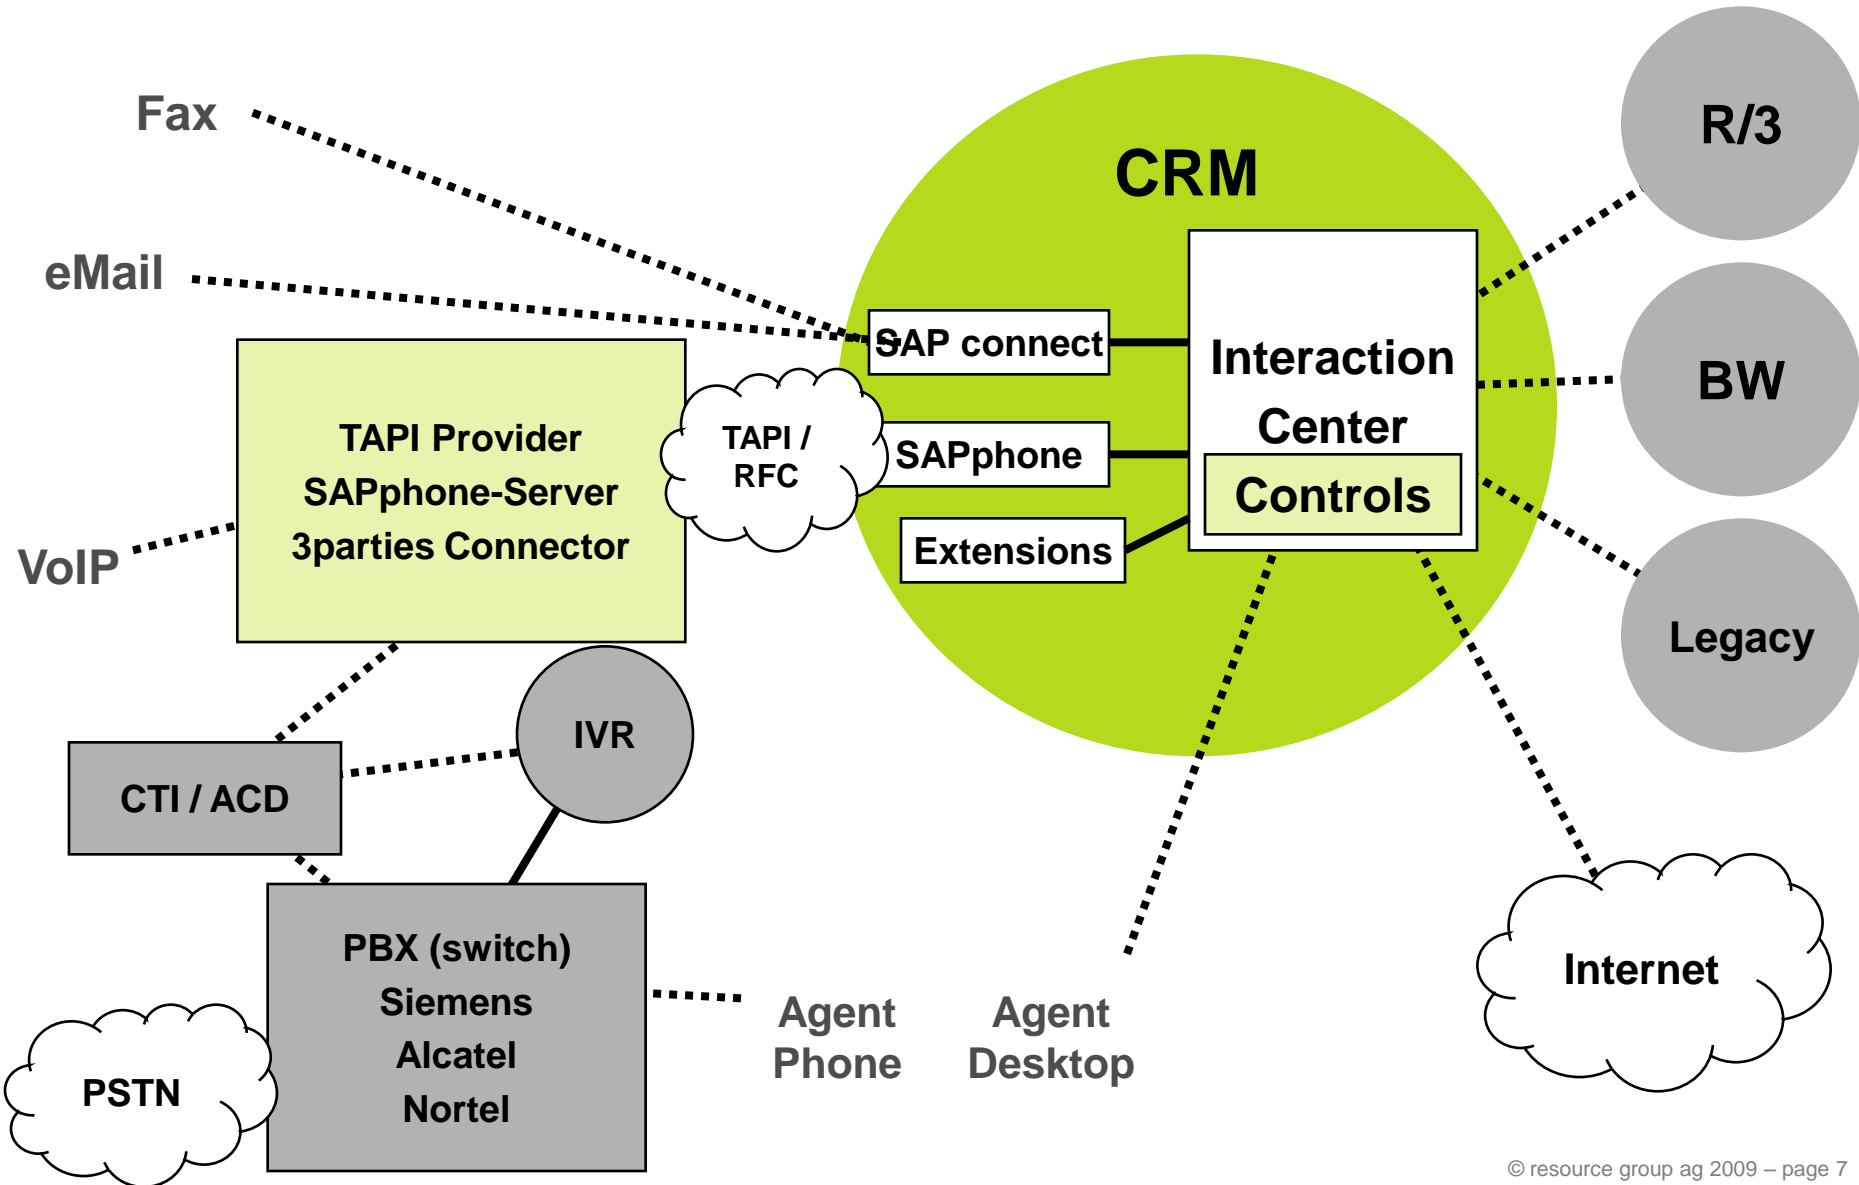 R/3
Fax
CRM
eMail
SAP connect
Interaction
Center
Controls
BW
TAPI Provider
SAPphone-Server
3parties Connector
TAPI /
RFC
SAPphone
Extensions
VoIP
Legacy
IVR
CTI / ACD
PBX (switch)
Siemens
Alcatel
Nortel
Agent
Phone
Agent
Desktop
Internet
PSTN
© resource group ag 2009 – page 7